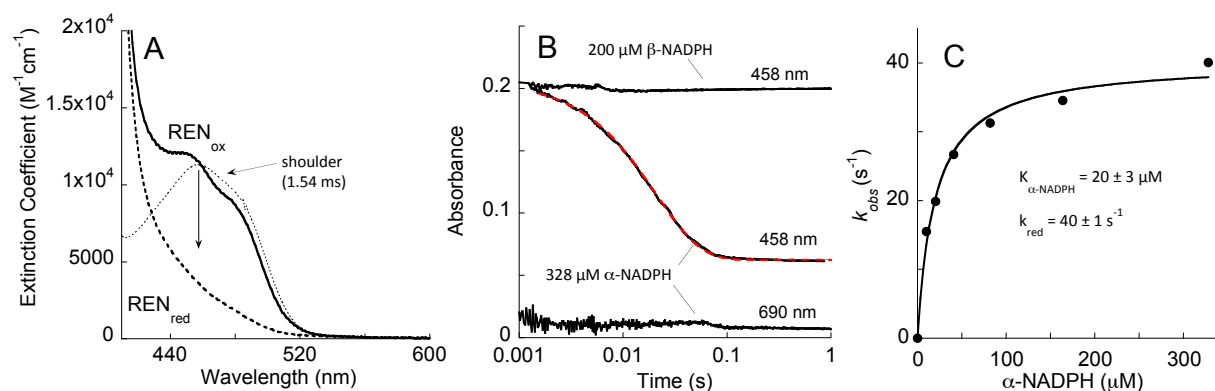 A
2x10⁴
1.5x10⁴
1x10⁴
5000
0
Extinction Coefficient (M⁻¹cm⁻¹)
REN_ox
shoulder
(1.54 ms)
REN_red
440
520
600
Wavelength (nm)
B
200 μM β-NADPH
458 nm
0.2
0.1
0
Absorbance
458 nm
328 μM α-NADPH
690 nm
0.001
0.01
0.1
1
Time (s)
C
40
20
0
k_obs (s⁻¹)
K_α-NADPH = 20 ± 3 μM
k_red = 40 ± 1 s⁻¹
0
100
200
300
α-NADPH (μM)